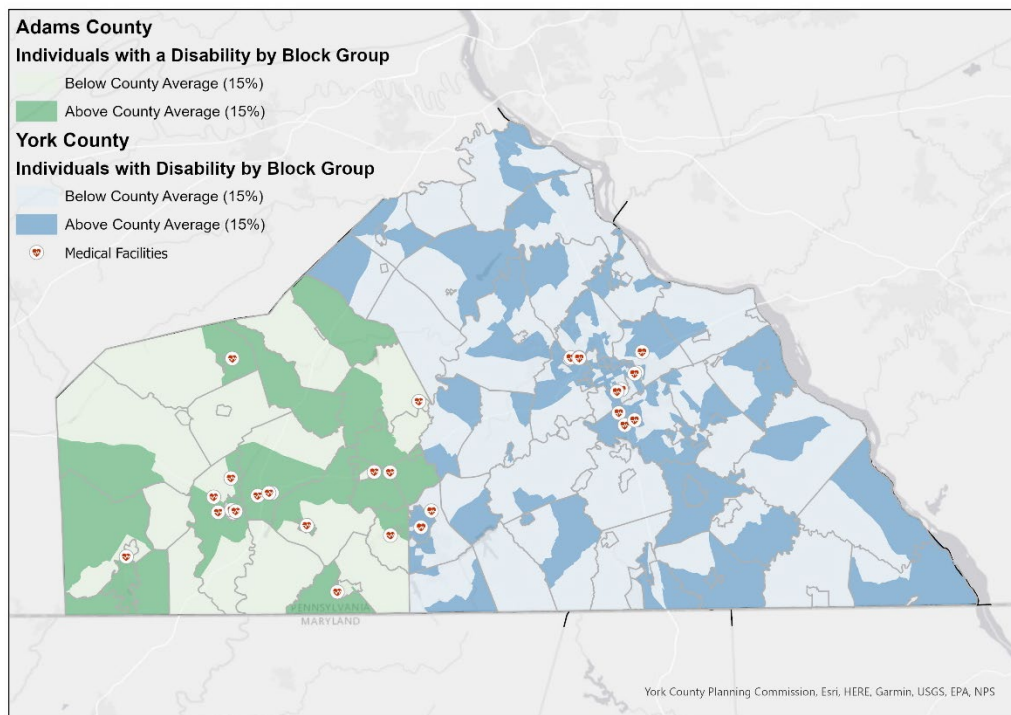 Adams County
Individuals with a Disability by Block Group
Below County Average (15%)
Above County Average (15%)
York County
Individuals with Disability by Block Group
Below County Average (15%)
Above County Average (15%)
Medical Facilities
PENNSYLVANIA
MARYLAND
York County Planning Commission, Esri, HERE, Garmin, USGS, EPA, NPS